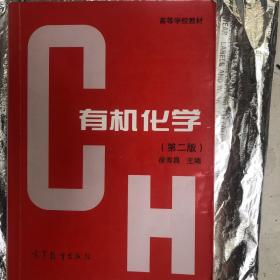 高等学校教材
CH
有机化学
（第二版）
徐寿昌 主编
高等教育出版社